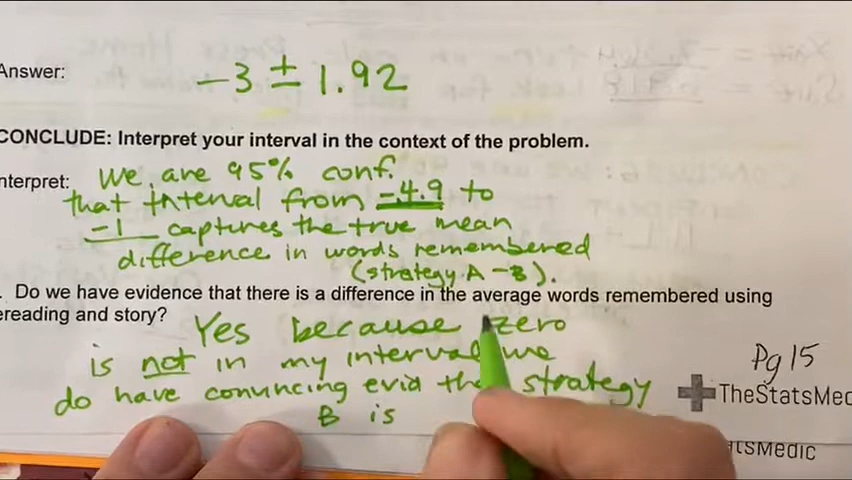 Answer:
-3 ± 1.92
CONCLUDE: Interpret your interval in the context of the problem.
nterpret: We are 95% conf.
that interval from -4.9 to
-1 captures the true mean
difference in words remembered
(strategy A - B).
. Do we have evidence that there is a difference in the average words remembered using
ereading and story? Yes because zero
is not in my interval we
do have convincing evid the strategy
B is
Pg 15
TheStatsMed
tsMedic